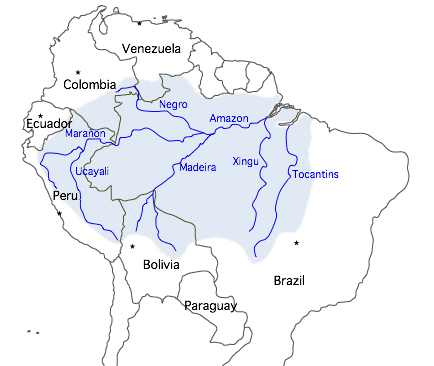 Venezuela
Colombia
Negro
Amazon
Ecuador
Marañon
Xingu
Madeira
Ucayali
Tocantins
Peru
Bolivia
Brazil
Paraguay